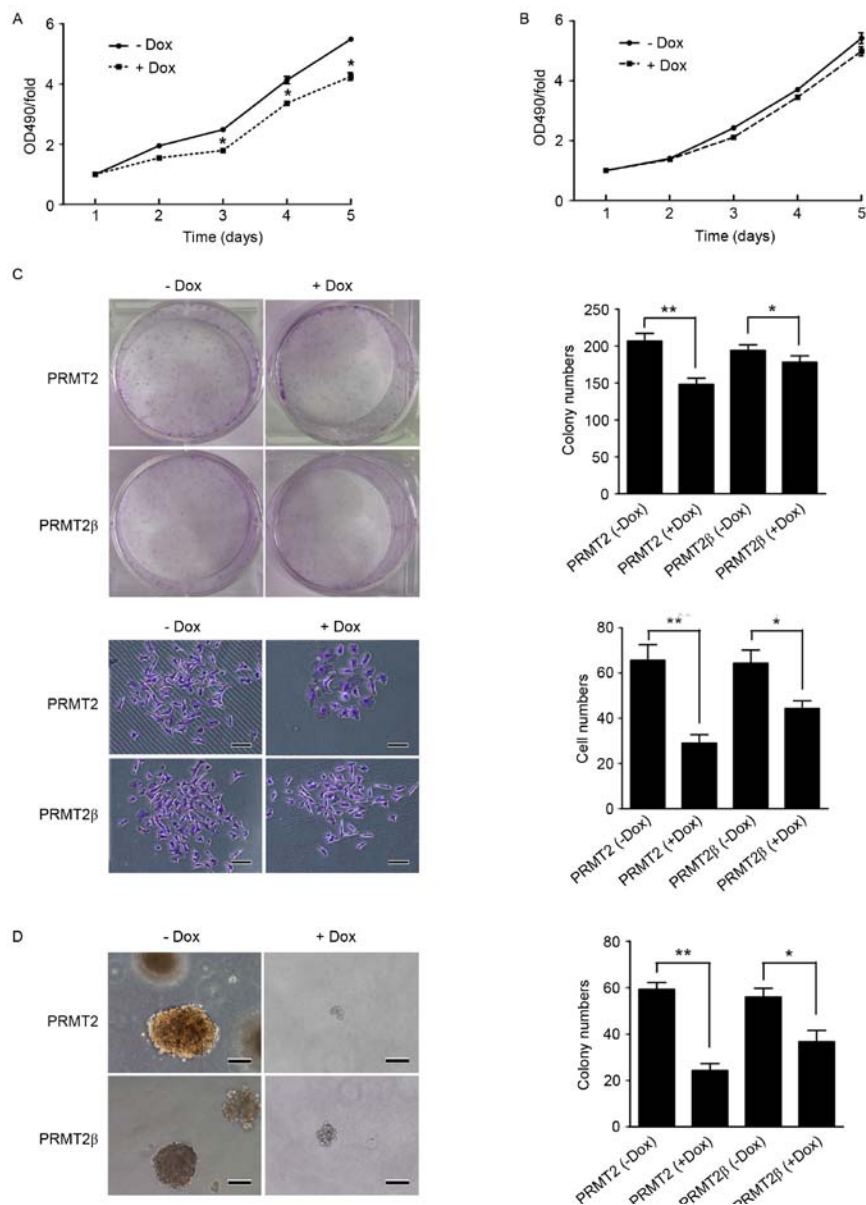 A
- Dox
+ Dox
OD490/fold
6
4
2
0
*
*
*
1 2 3 4 5
Time (days)
B
- Dox
+ Dox
OD490/fold
6
4
2
0
1 2 3 4 5
Time (days)
C
- Dox + Dox
PRMT2
PRMT2β
Colony numbers
250
200
150
100
50
0
** *
PRMT2 (-Dox)
PRMT2 (+Dox)
PRMT2β (-Dox)
PRMT2β (+Dox)
- Dox + Dox
PRMT2
PRMT2β
Cell numbers
80
60
40
20
0
** *
PRMT2 (-Dox)
PRMT2 (+Dox)
PRMT2β (-Dox)
PRMT2β (+Dox)
D
- Dox + Dox
PRMT2
PRMT2β
Colony numbers
80
60
40
20
0
** *
PRMT2 (-Dox)
PRMT2 (+Dox)
PRMT2β (-Dox)
PRMT2β (+Dox)